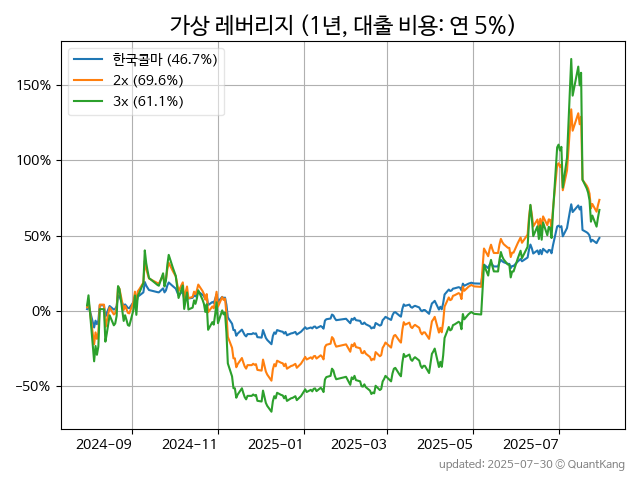 가상 레버리지 (1년, 대출 비용: 연 5%)
한국콜마 (46.7%)
2x (69.6%)
3x (61.1%)
150%
100%
50%
0%
−50%
2024-09 2024-11 2025-01 2025-03 2025-05 2025-07
updated: 2025-07-30 © QuantKang